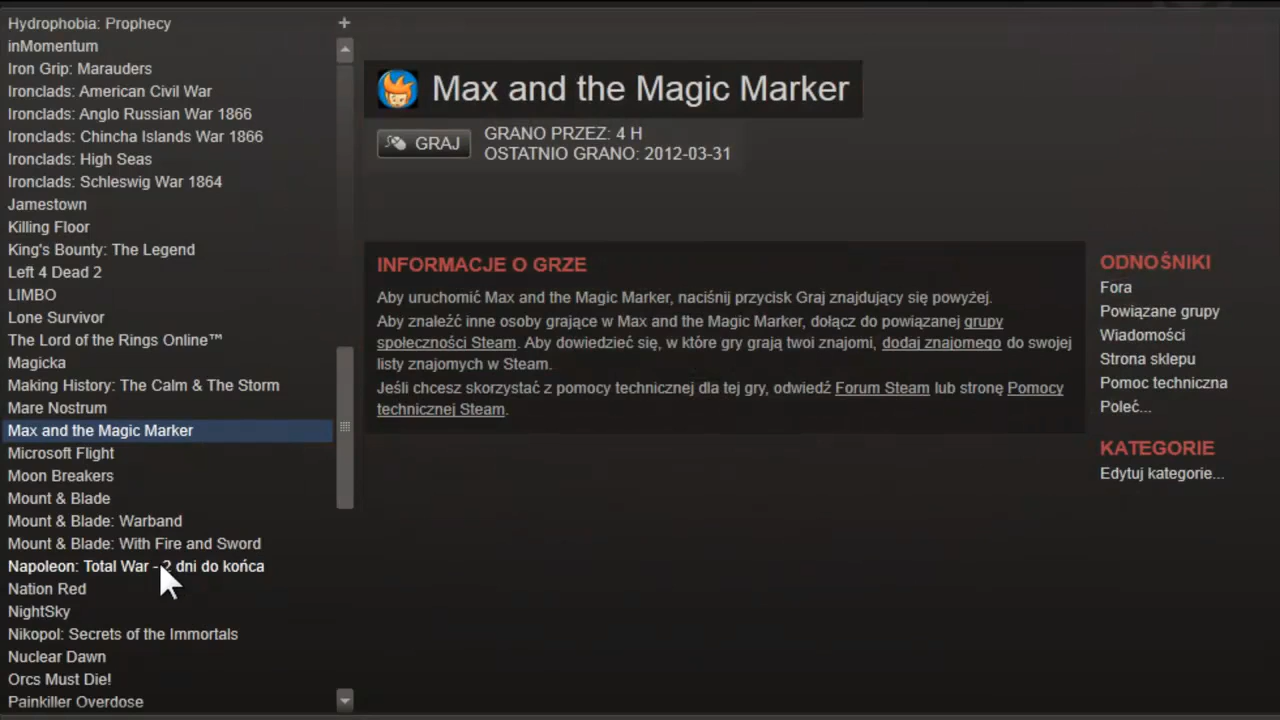 Hydrophobia: Prophecy
inMomentum
Iron Grip: Marauders
Ironclads: American Civil War
Ironclads: Anglo Russian War 1866
Ironclads: Chincha Islands War 1866
Ironclads: High Seas
Ironclads: Schleswig War 1864
Jamestown
Killing Floor
King's Bounty: The Legend
Left 4 Dead 2
LIMBO
Lone Survivor
The Lord of the Rings Online™
Magicka
Making History: The Calm & The Storm
Mare Nostrum
Max and the Magic Marker
Microsoft Flight
Moon Breakers
Mount & Blade
Mount & Blade: Warband
Mount & Blade: With Fire and Sword
Napoleon: Total War - 2 dni do końca
Nation Red
NightSky
Nikopol: Secrets of the Immortals
Nuclear Dawn
Orcs Must Die!
Painkiller Overdose
+
Max and the Magic Marker
GRAJ
GRANO PRZEZ: 4 H
OSTATNIO GRANO: 2012-03-31
INFORMACJE O GRZE
Aby uruchomić Max and the Magic Marker, naciśnij przycisk Graj znajdujący się powyżej.
Aby znaleźć inne osoby grające w Max and the Magic Marker, dołącz do powiązanej grupy
społeczności Steam. Aby dowiedzieć się, w które gry grają twoi znajomi, dodaj znajomego do swojej
listy znajomych w Steam.
Jeśli chcesz skorzystać z pomocy technicznej dla tej gry, odwiedź Forum Steam lub stronę Pomocy
technicznej Steam.
ODNOŚNIKI
Fora
Powiązane grupy
Wiadomości
Strona sklepu
Pomoc techniczna
Poleć...
KATEGORIE
Edytuj kategorie...